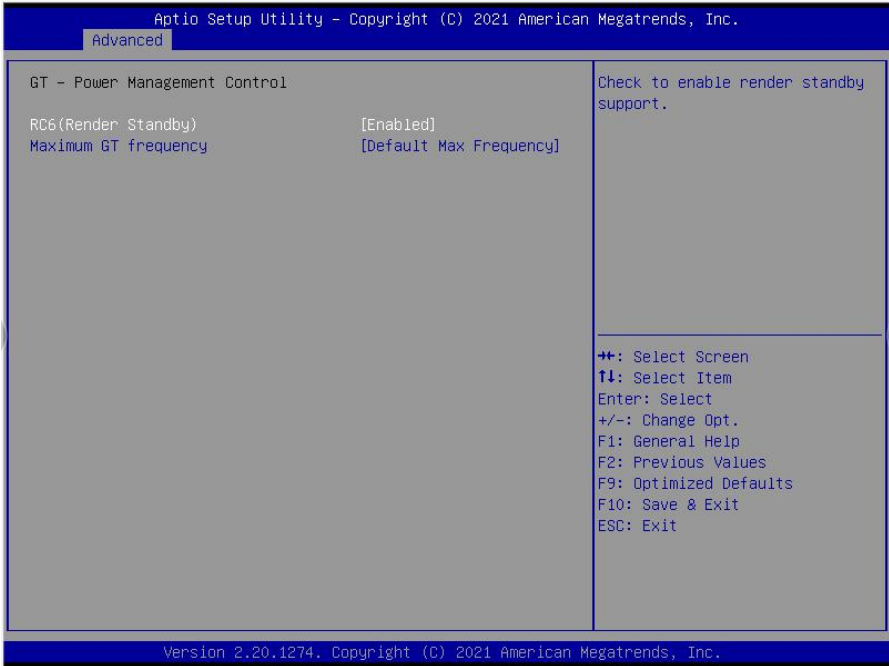 Aptio Setup Utility – Copyright (C) 2021 American Megatrends, Inc.
Advanced
GT – Power Management Control
RC6(Render Standby) [Enabled]
Maximum GT frequency [Default Max Frequency]
Check to enable render standby
support.
→←: Select Screen
↑↓: Select Item
Enter: Select
+/-: Change Opt.
F1: General Help
F2: Previous Values
F9: Optimized Defaults
F10: Save & Exit
ESC: Exit
Version 2.20.1274. Copyright (C) 2021 American Megatrends, Inc.